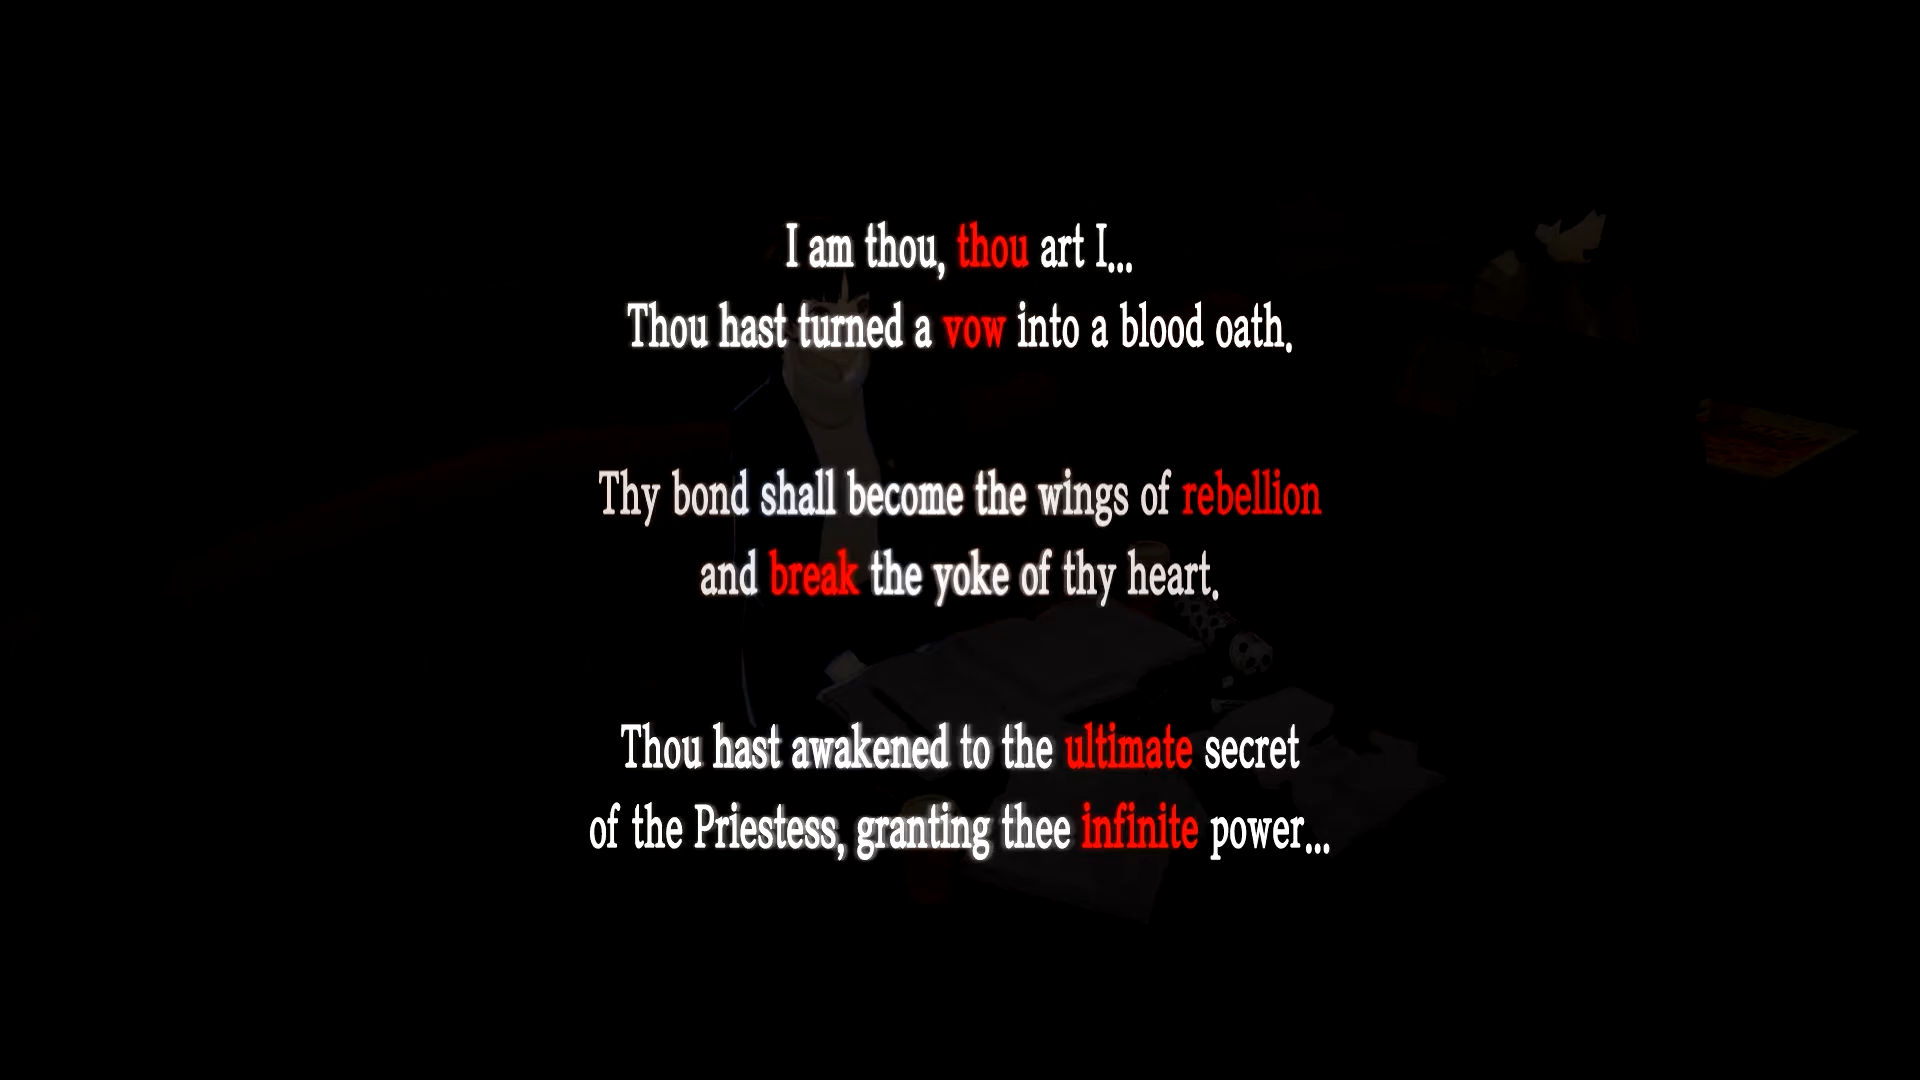 I am thou, thou art I...
Thou hast turned a vow into a blood oath.
Thy bond shall become the wings of rebellion
and break the yoke of thy heart.
Thou hast awakened to the ultimate secret
of the Priestess, granting thee infinite power...